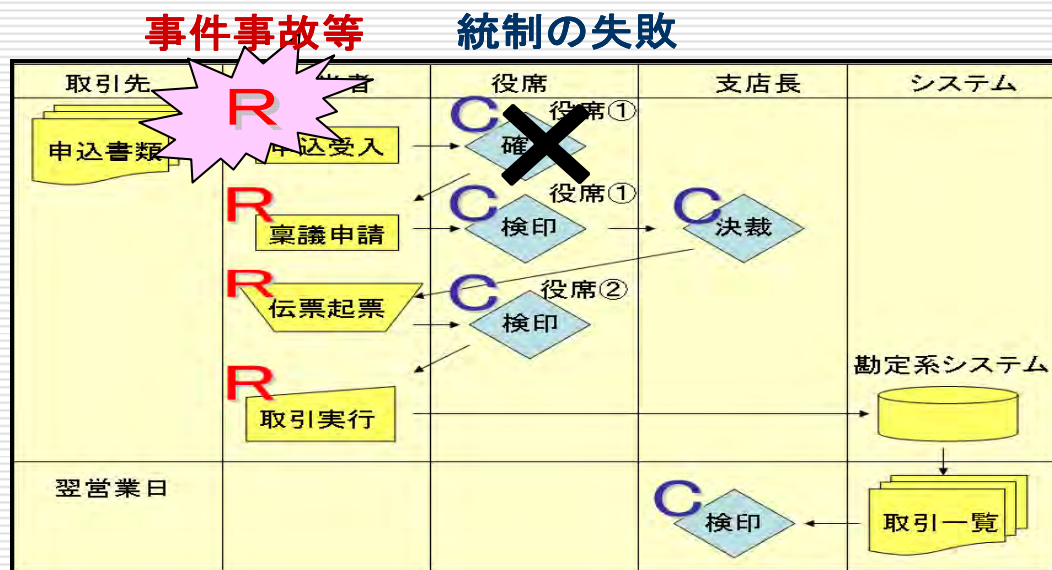 事件事故等 統制の失敗
取引先 者 役席 支店長 システム
R
C 役席①
申込書類 申込受入 確
R C 役席① C
稟議申請 検印 決裁
R C 役席②
伝票起票 検印
勘定系システム
R
取引実行
翌営業日 C
検印 取引一覧